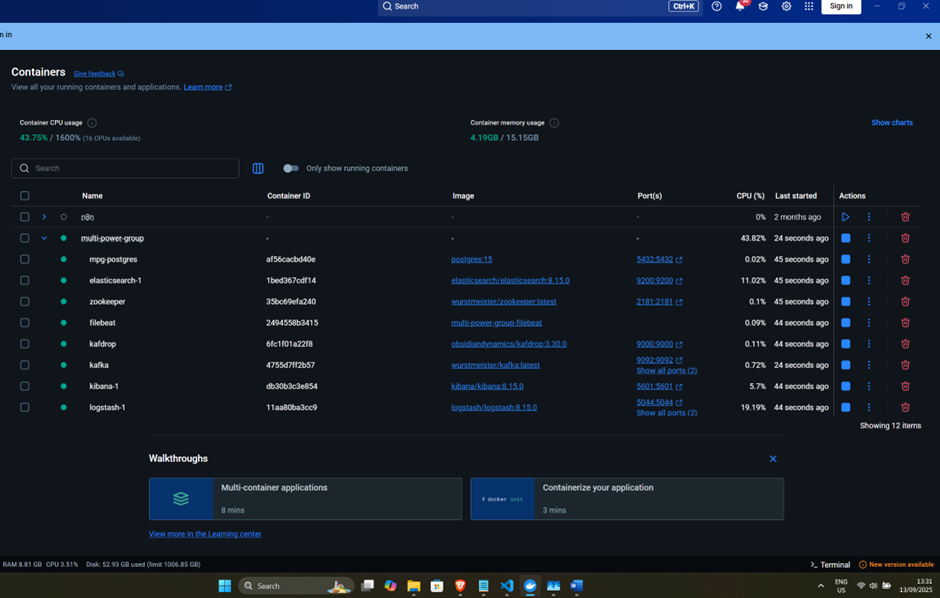 Search Ctrl+K Sign in
n in
Containers Give feedback
View all your running containers and applications. Learn more
Container CPU usage
43.75% / 1600% (16 CPUs available)
Container memory usage
4.19GB / 15.15GB
Show charts
Search
Only show running containers
Name Container ID Image Port(s) CPU (%) Last started Actions
n8n - - - 0% 2 months ago
multi-power-group - - - 43.82% 24 seconds ago
mpg-postgres af56cacbd40e postgres:15 5432:5432 0.02% 45 seconds ago
elasticsearch-1 1bed367cdf14 elasticsearch/elasticsearch:8.15.0 9200:9200 11.02% 45 seconds ago
zookeeper 35bc69efa240 wurstmeister/zookeeper:latest 2181:2181 0.1% 45 seconds ago
filebeat 2494558b3415 multi-power-group-filebeat 0.09% 44 seconds ago
kafdrop 6fc1f01a22f8 obsidiandynamics/kafdrop:3.30.0 9000:9000 0.11% 44 seconds ago
kafka 4755d7ff2b57 wurstmeister/kafka:latest 9092:9092 0.72% 24 seconds ago
Show all ports (2)
kibana-1 db30b3c3e854 kibana/kibana:8.15.0 5601:5601 5.7% 44 seconds ago
logstash-1 11aa80ba3cc9 logstash/logstash:8.15.0 5044:5044 19.19% 44 seconds ago
Show all ports (2)
Showing 12 items
Walkthroughs
Multi-container applications
8 mins
$ docker init
Containerize your application
3 mins
View more in the Learning center
RAM 8.81 GB CPU 3.51% Disk: 52.93 GB used (limit 1006.85 GB) Terminal New version available
Search
ENG
US
13:31
13/09/2025